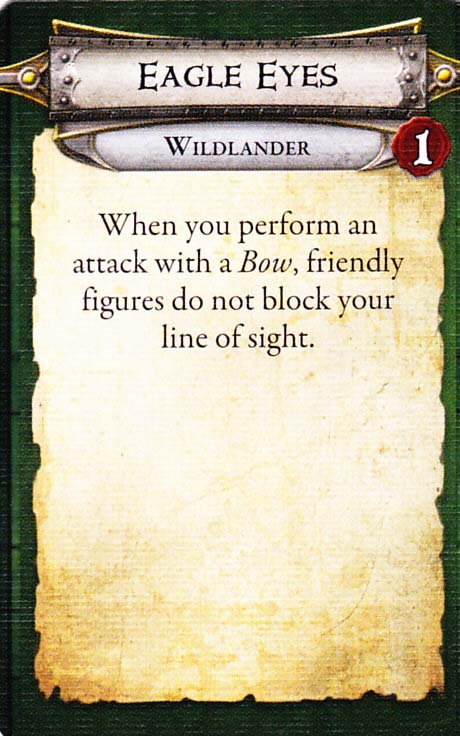 Eagle Eyes
Wildlander
1
When you perform an
attack with a Bow, friendly
figures do not block your
line of sight.